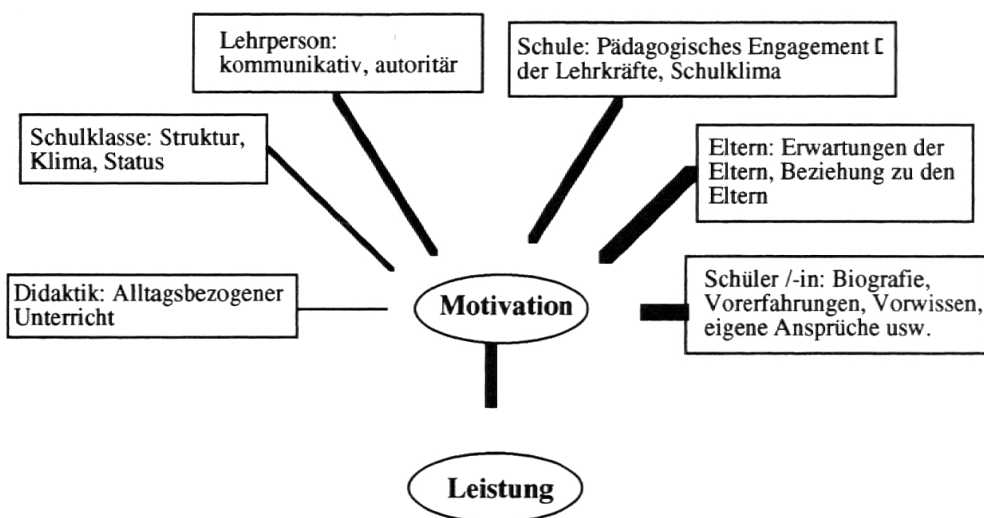 Lehrperson:
kommunikativ, autoritär
Schule: Pädagogisches Engagement
der Lehrkräfte, Schulklima
Schulklasse: Struktur,
Klima, Status
Eltern: Erwartungen der
Eltern, Beziehung zu den
Eltern
Didaktik: Alltagsbezogener
Unterricht
Motivation
Schüler /-in: Biografie,
Vorerfahrungen, Vorwissen,
eigene Ansprüche usw.
Leistung